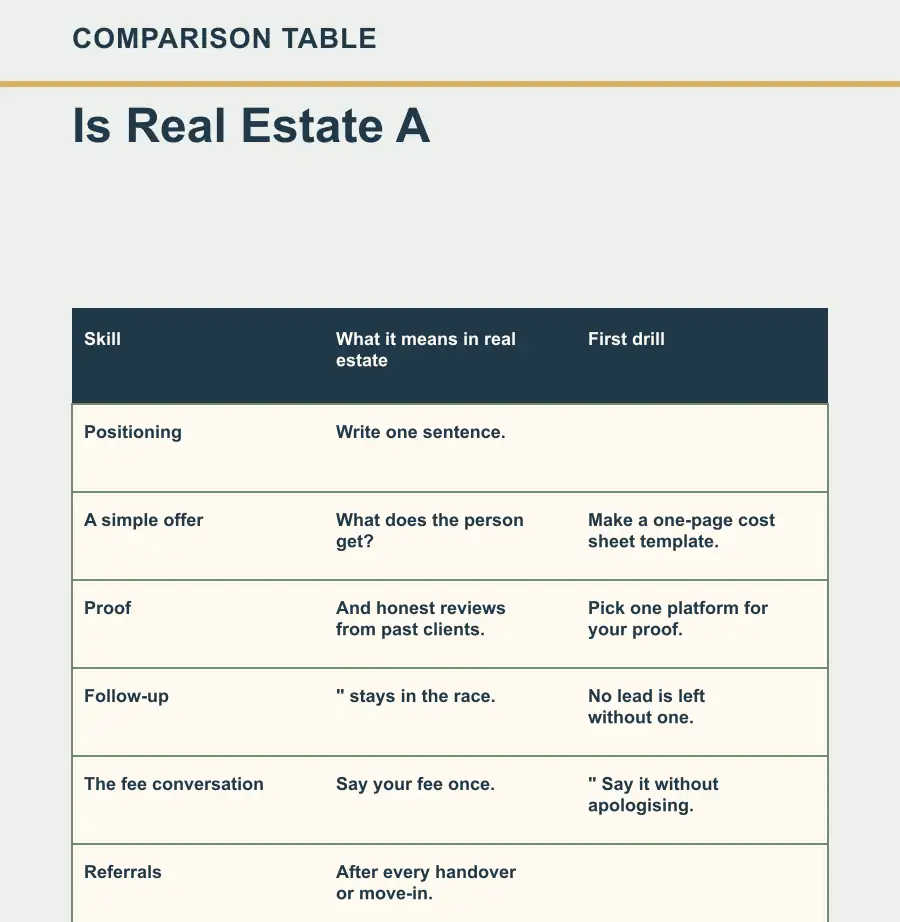 COMPARISON TABLE
Is Real Estate A
Skill
What it means in real
estate
First drill
Positioning
Write one sentence.
A simple offer
What does the person
get?
Make a one-page cost
sheet template.
Proof
And honest reviews
from past clients.
Pick one platform for
your proof.
Follow-up
" stays in the race.
No lead is left
without one.
The fee conversation
Say your fee once.
" Say it without
apologising.
Referrals
After every handover
or move-in.